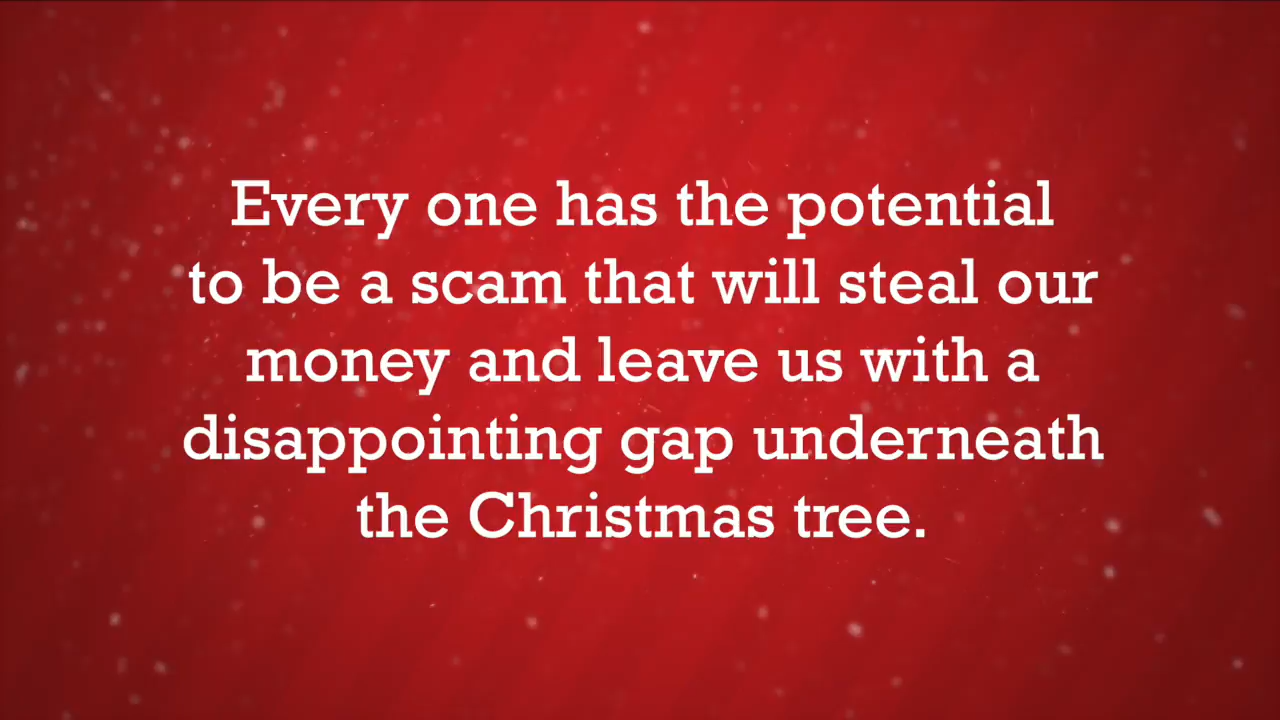 Every one has the potential
to be a scam that will steal our
money and leave us with a
disappointing gap underneath
the Christmas tree.